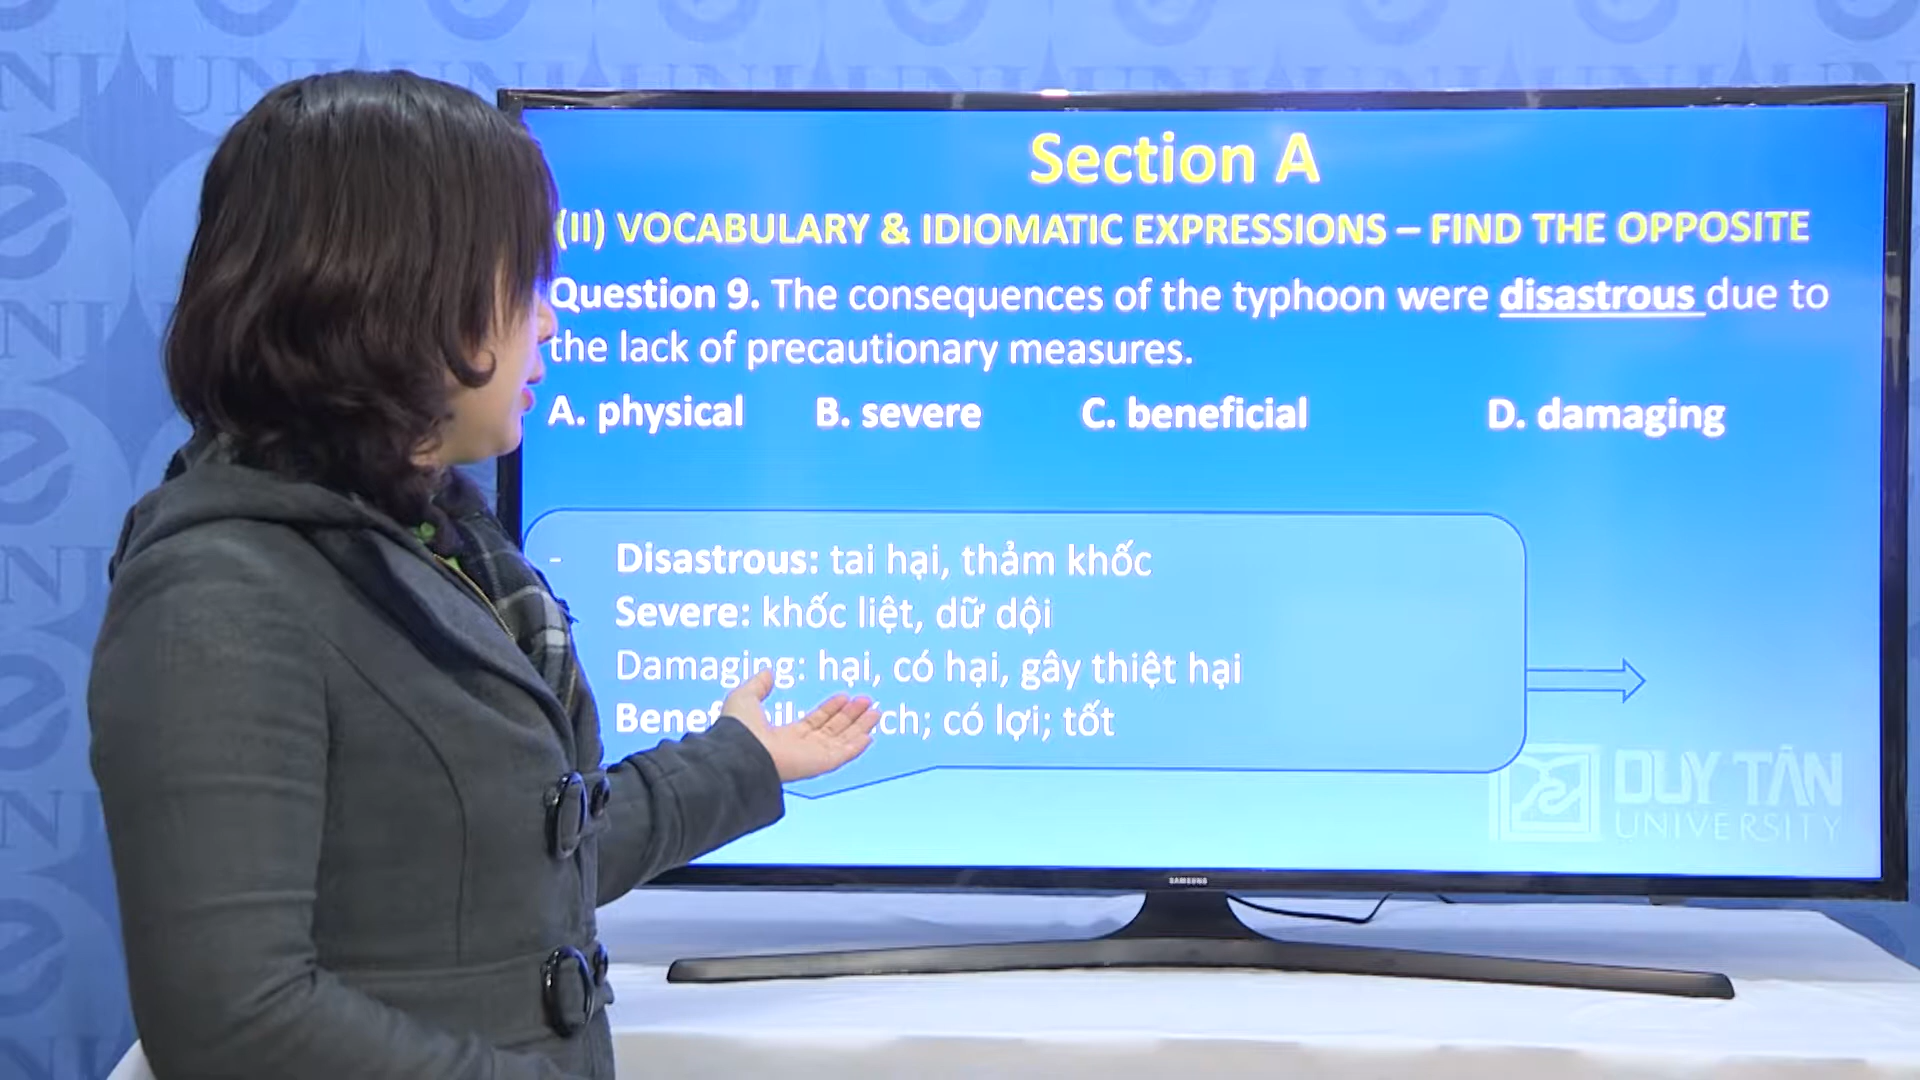 Section A
(II) VOCABULARY & IDIOMATIC EXPRESSIONS – FIND THE OPPOSITE
Question 9. The consequences of the typhoon were disastrous due to
the lack of precautionary measures.
A. physical B. severe C. beneficial D. damaging
- Disastrous: tai hại, thảm khốc
Severe: khốc liệt, dữ dội
Damaging: hại, có hại, gây thiệt hại
có lợi; tốt
DUY TÂN
UNIVERSITY
SAMSUNG